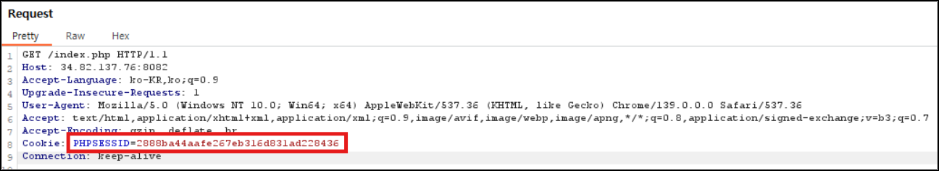 Request
Pretty Raw Hex
1 GET /index.php HTTP/1.1
2 Host: 34.82.137.76:8082
3 Accept-Language: ko-KR,ko;q=0.9
4 Upgrade-Insecure-Requests: 1
5 User-Agent: Mozilla/5.0 (Windows NT 10.0; Win64; x64) AppleWebKit/537.36 (KHTML, like Gecko) Chrome/139.0.0.0 Safari/537.36
6 Accept: text/html,application/xhtml+xml,application/xml;q=0.9,image/avif,image/webp,image/apng,*/*;q=0.8,application/signed-exchange;v=b3;q=0.7
7 Accept-Encoding: gzip, deflate, br
8 Cookie: PHPSESSID=2888ba44aafe267eb316d831ad228436
9 Connection: keep-alive
10